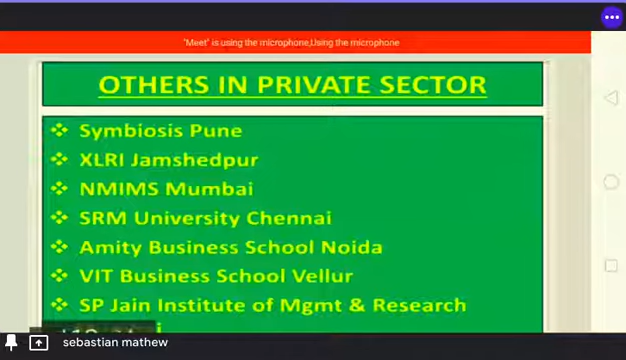 "Meet" is using the microphone,Using the microphone
OTHERS IN PRIVATE SECTOR
Symbiosis Pune
XLRI Jamshedpur
NMIMS Mumbai
SRM University Chennai
Amity Business School Noida
VIT Business School Vellur
SP Jain Institute of Mgmt & Research
sebastian mathew